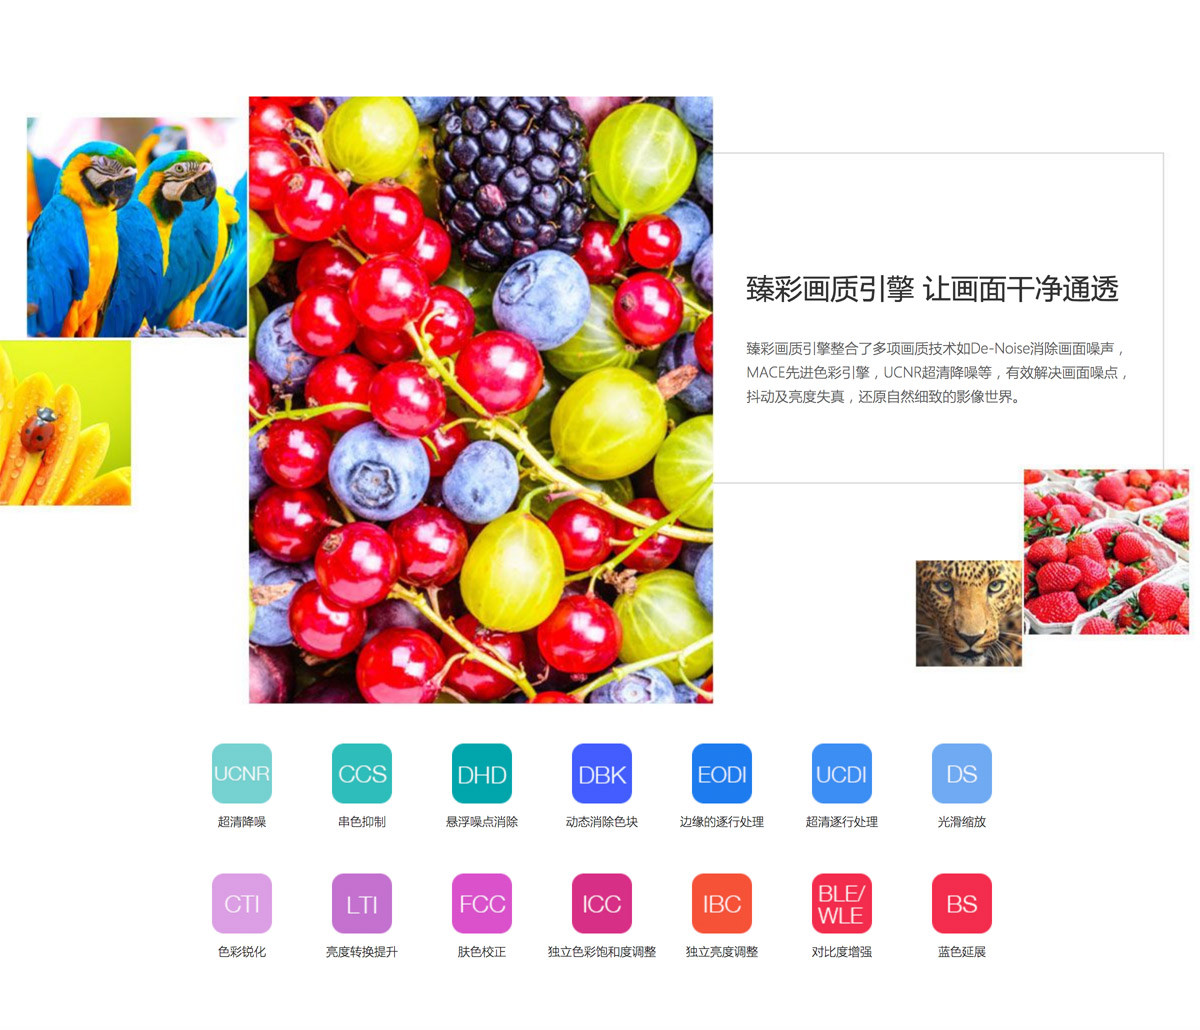 臻彩画质引擎 让画面干净通透
臻彩画质引擎整合了多项画质技术如De-Noise消除画面噪声，
MACE先进色彩引擎，UCNR超清降噪等，有效解决画面噪点，
抖动及亮度失真，还原自然细致的影像世界。
UCNR CCS DHD DBK EODI UCDI DS
超清降噪 串色抑制 悬浮噪点消除 动态消除色块 边缘的逐行处理 超清逐行处理 光滑缩放
CTI LTI FCC ICC IBC BLE/
WLE BS
色彩锐化 亮度转换提升 肤色校正 独立色彩饱和度调整 独立亮度调整 对比度增强 蓝色延展